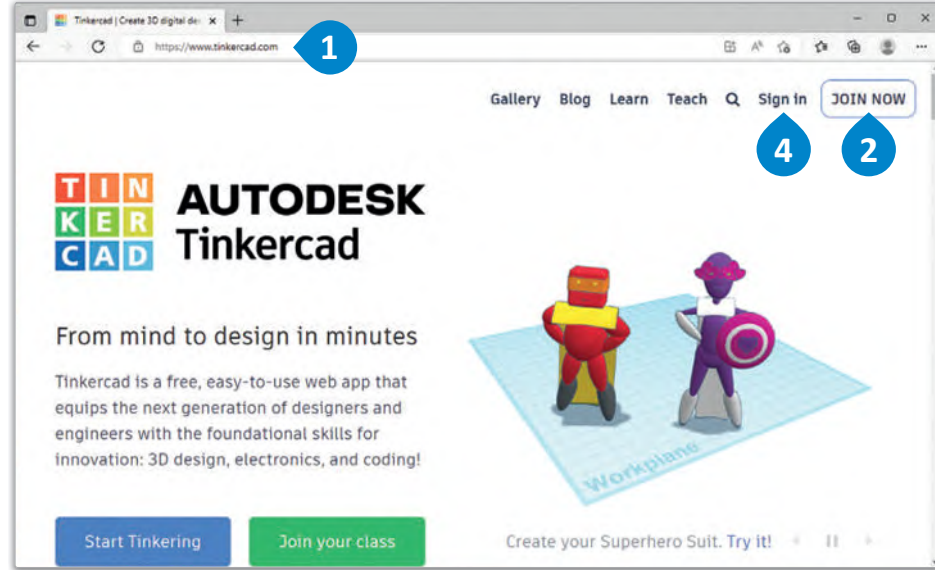 Tinkercad | Create 3D digital de
https://www.tinkercad.com
1
Gallery Blog Learn Teach Sign in JOIN NOW
4 2
TINKERCAD
AUTODESK
Tinkercad
From mind to design in minutes
Tinkercad is a free, easy-to-use web app that
equips the next generation of designers and
engineers with the foundational skills for
innovation: 3D design, electronics, and coding!
Workplane
Start Tinkering Join your class
Create your Superhero Suit. Try it!